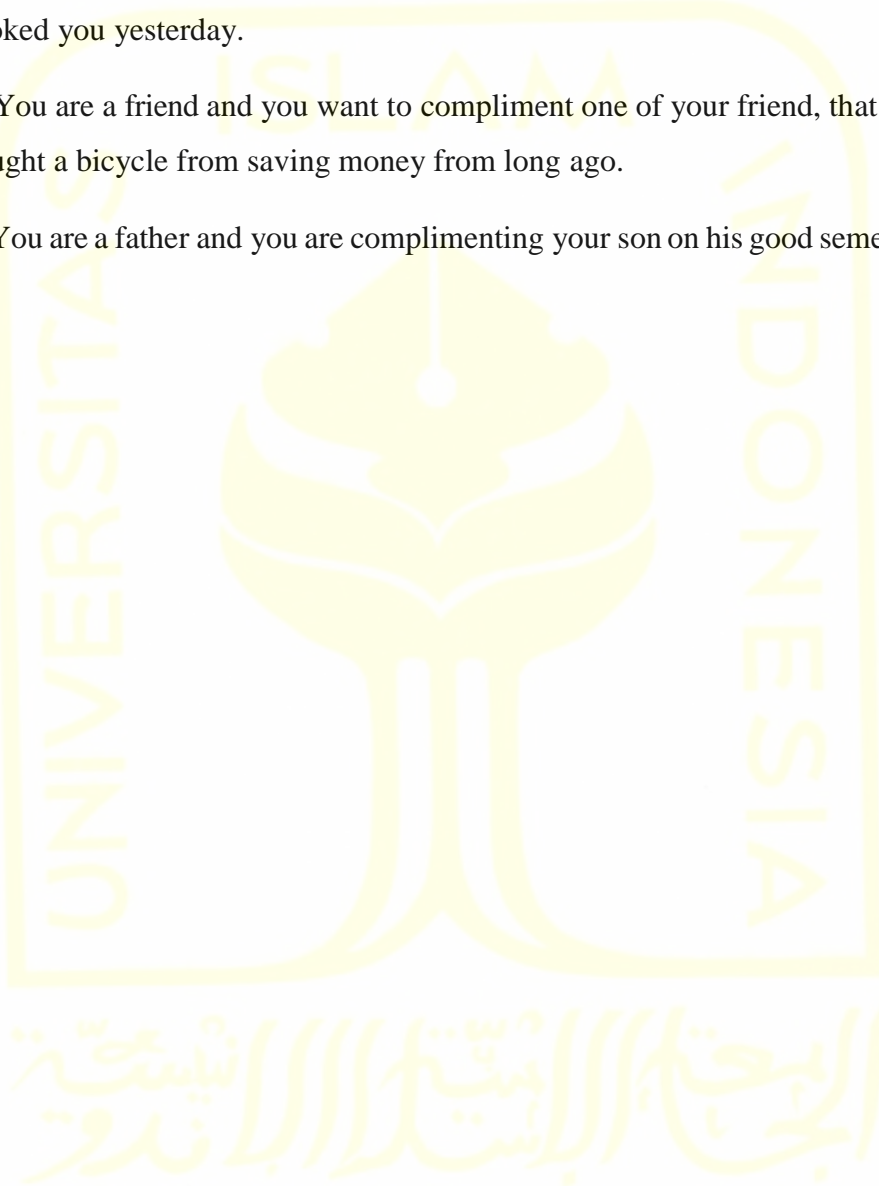 oked you yesterday.
You are a friend and you want to compliment one of your friend, that
ught a bicycle from saving money from long ago.
You are a father and you are complimenting your son on his good seme
ISLAM
UNIVERSITAS
INDONESIA